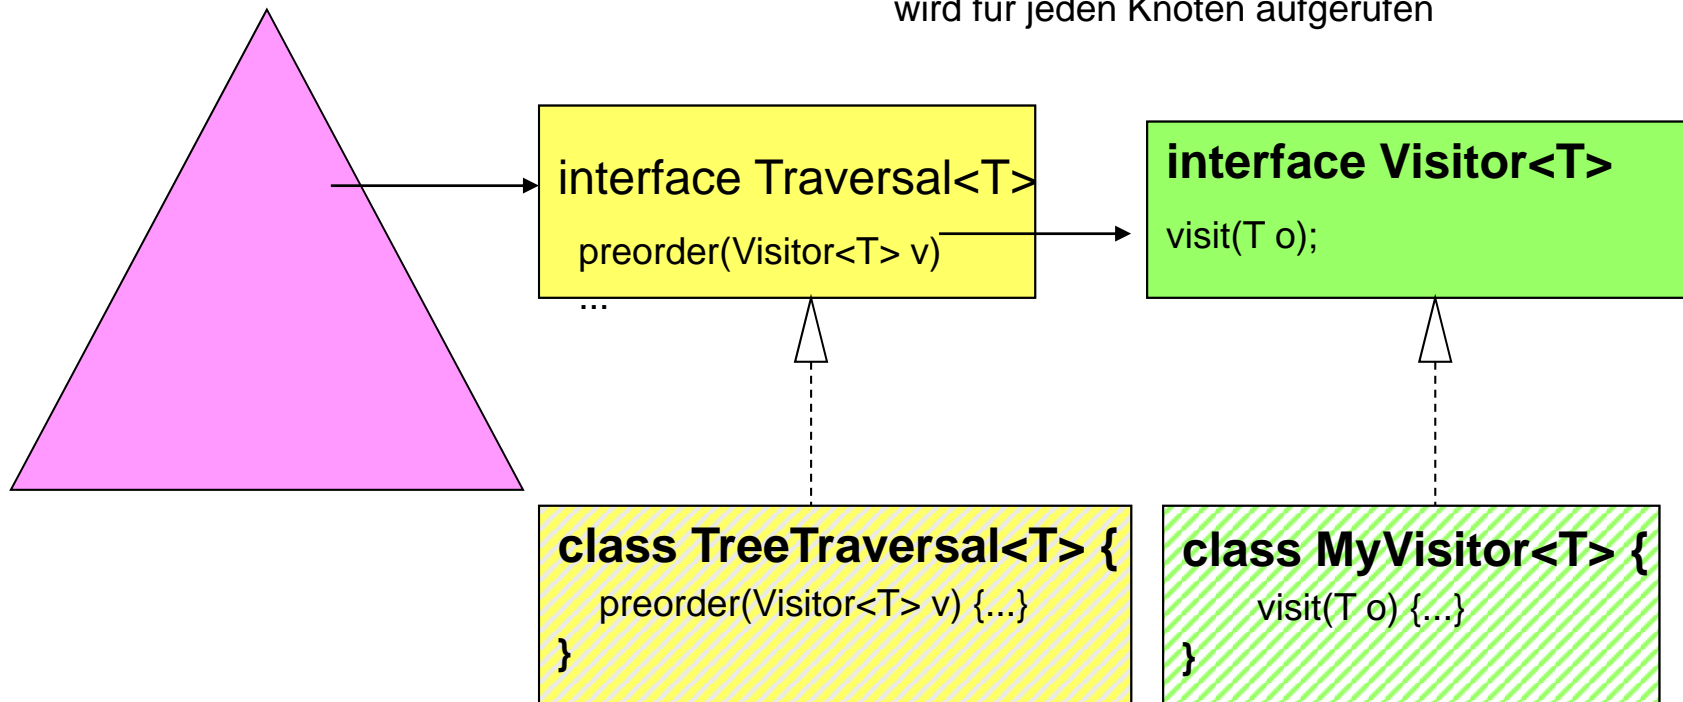 wird für jeden Knoten aufgerufen
interface Traversal<T>
preorder(Visitor<T> v)
...
interface Visitor<T>
visit(T o);
class TreeTraversal<T> {
preorder(Visitor<T> v) {...}
}
class MyVisitor<T> {
visit(T o) {...}
}